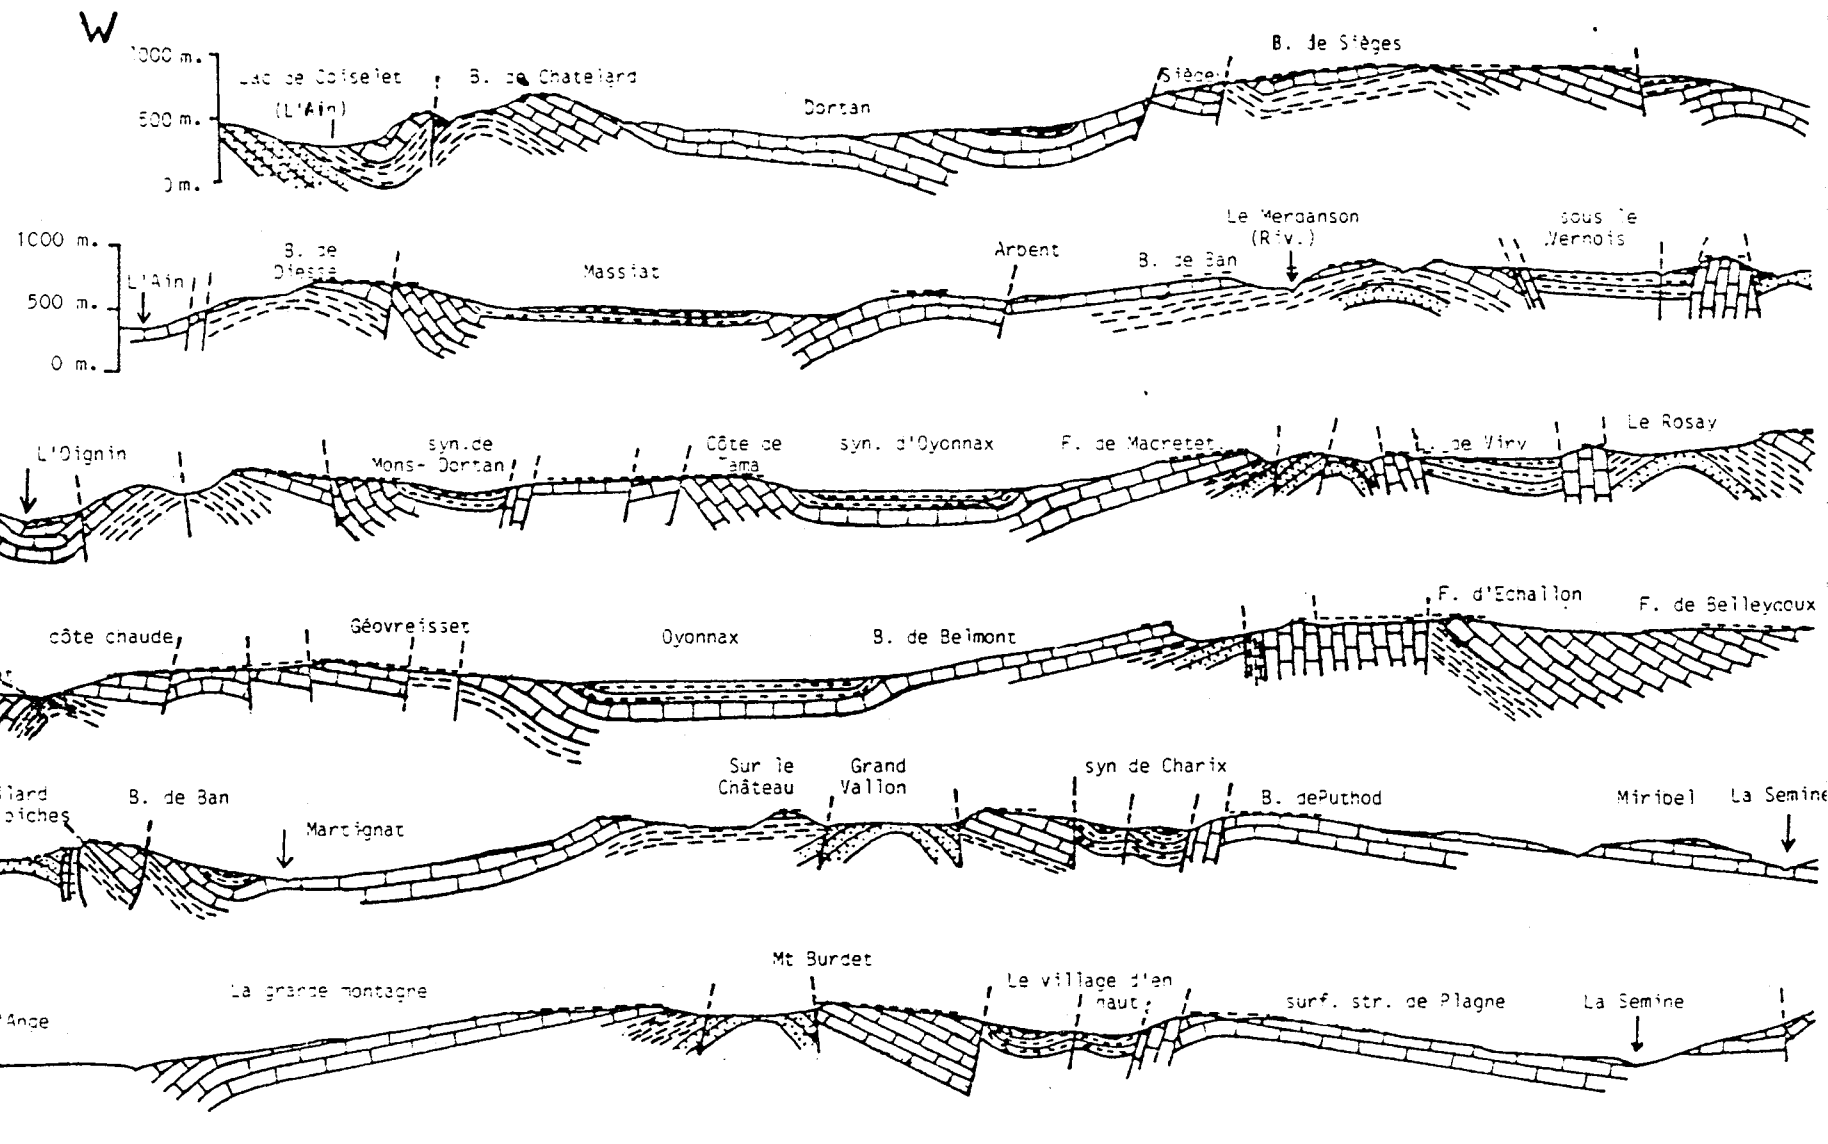 W
1000 m.
Lac de Coiselet
B. de Chatelard
B. de Sièges
Sièges
(L'Ain)
500 m.
Dortan
0 m.
1000 m.
L'Ain
B. de
Diesse
Massiat
Arbent
B. de Ban
Le Merdanson
(Riv.)
sous le
Vernois
500 m.
0 m.
L'Oignin
syn.de
Mons- Dortan
Côte de
syn. d'Oyonnax
F. de Macretet
de Viry
Le Rosay
côte chaude
Géovreisset
Oyonnax
B. de Belmont
F. d'Echallon
F. de Belleydoux
B. de Ban
Martignat
Sur le
Château
Grand
Vallon
syn de Charix
B. dePuthod
Miribel
La Semine
La grande montagne
Mt Burdet
Le village d'en
haut
surf. str. de Plagne
La Semine